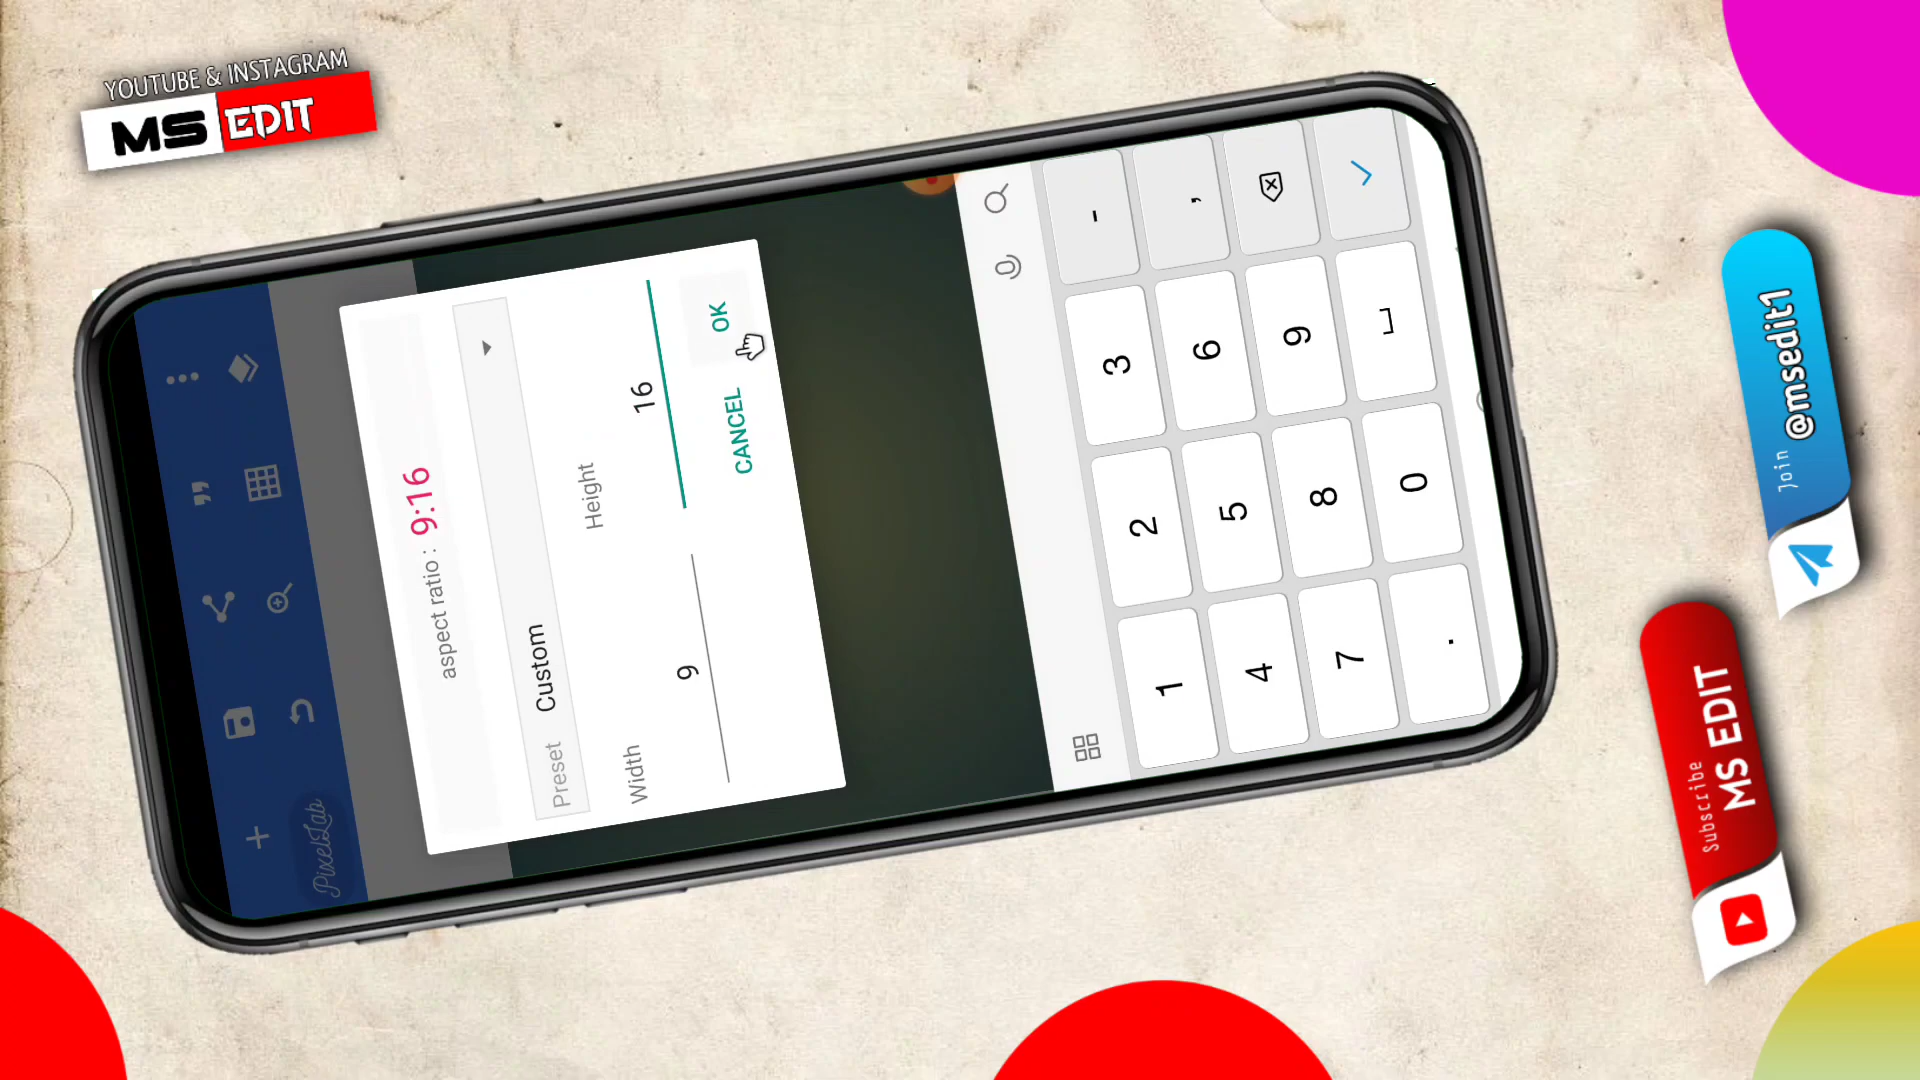 YOUTUBE & INSTAGRAM
MS EDIT
PixelLab
aspect ratio : 9:16
Preset Custom
Width Height
9 16
CANCEL OK
1 2 3 -
4 5 6 ,
7 8 9
. 0
Join @msedit1
Subscribe
MS EDIT